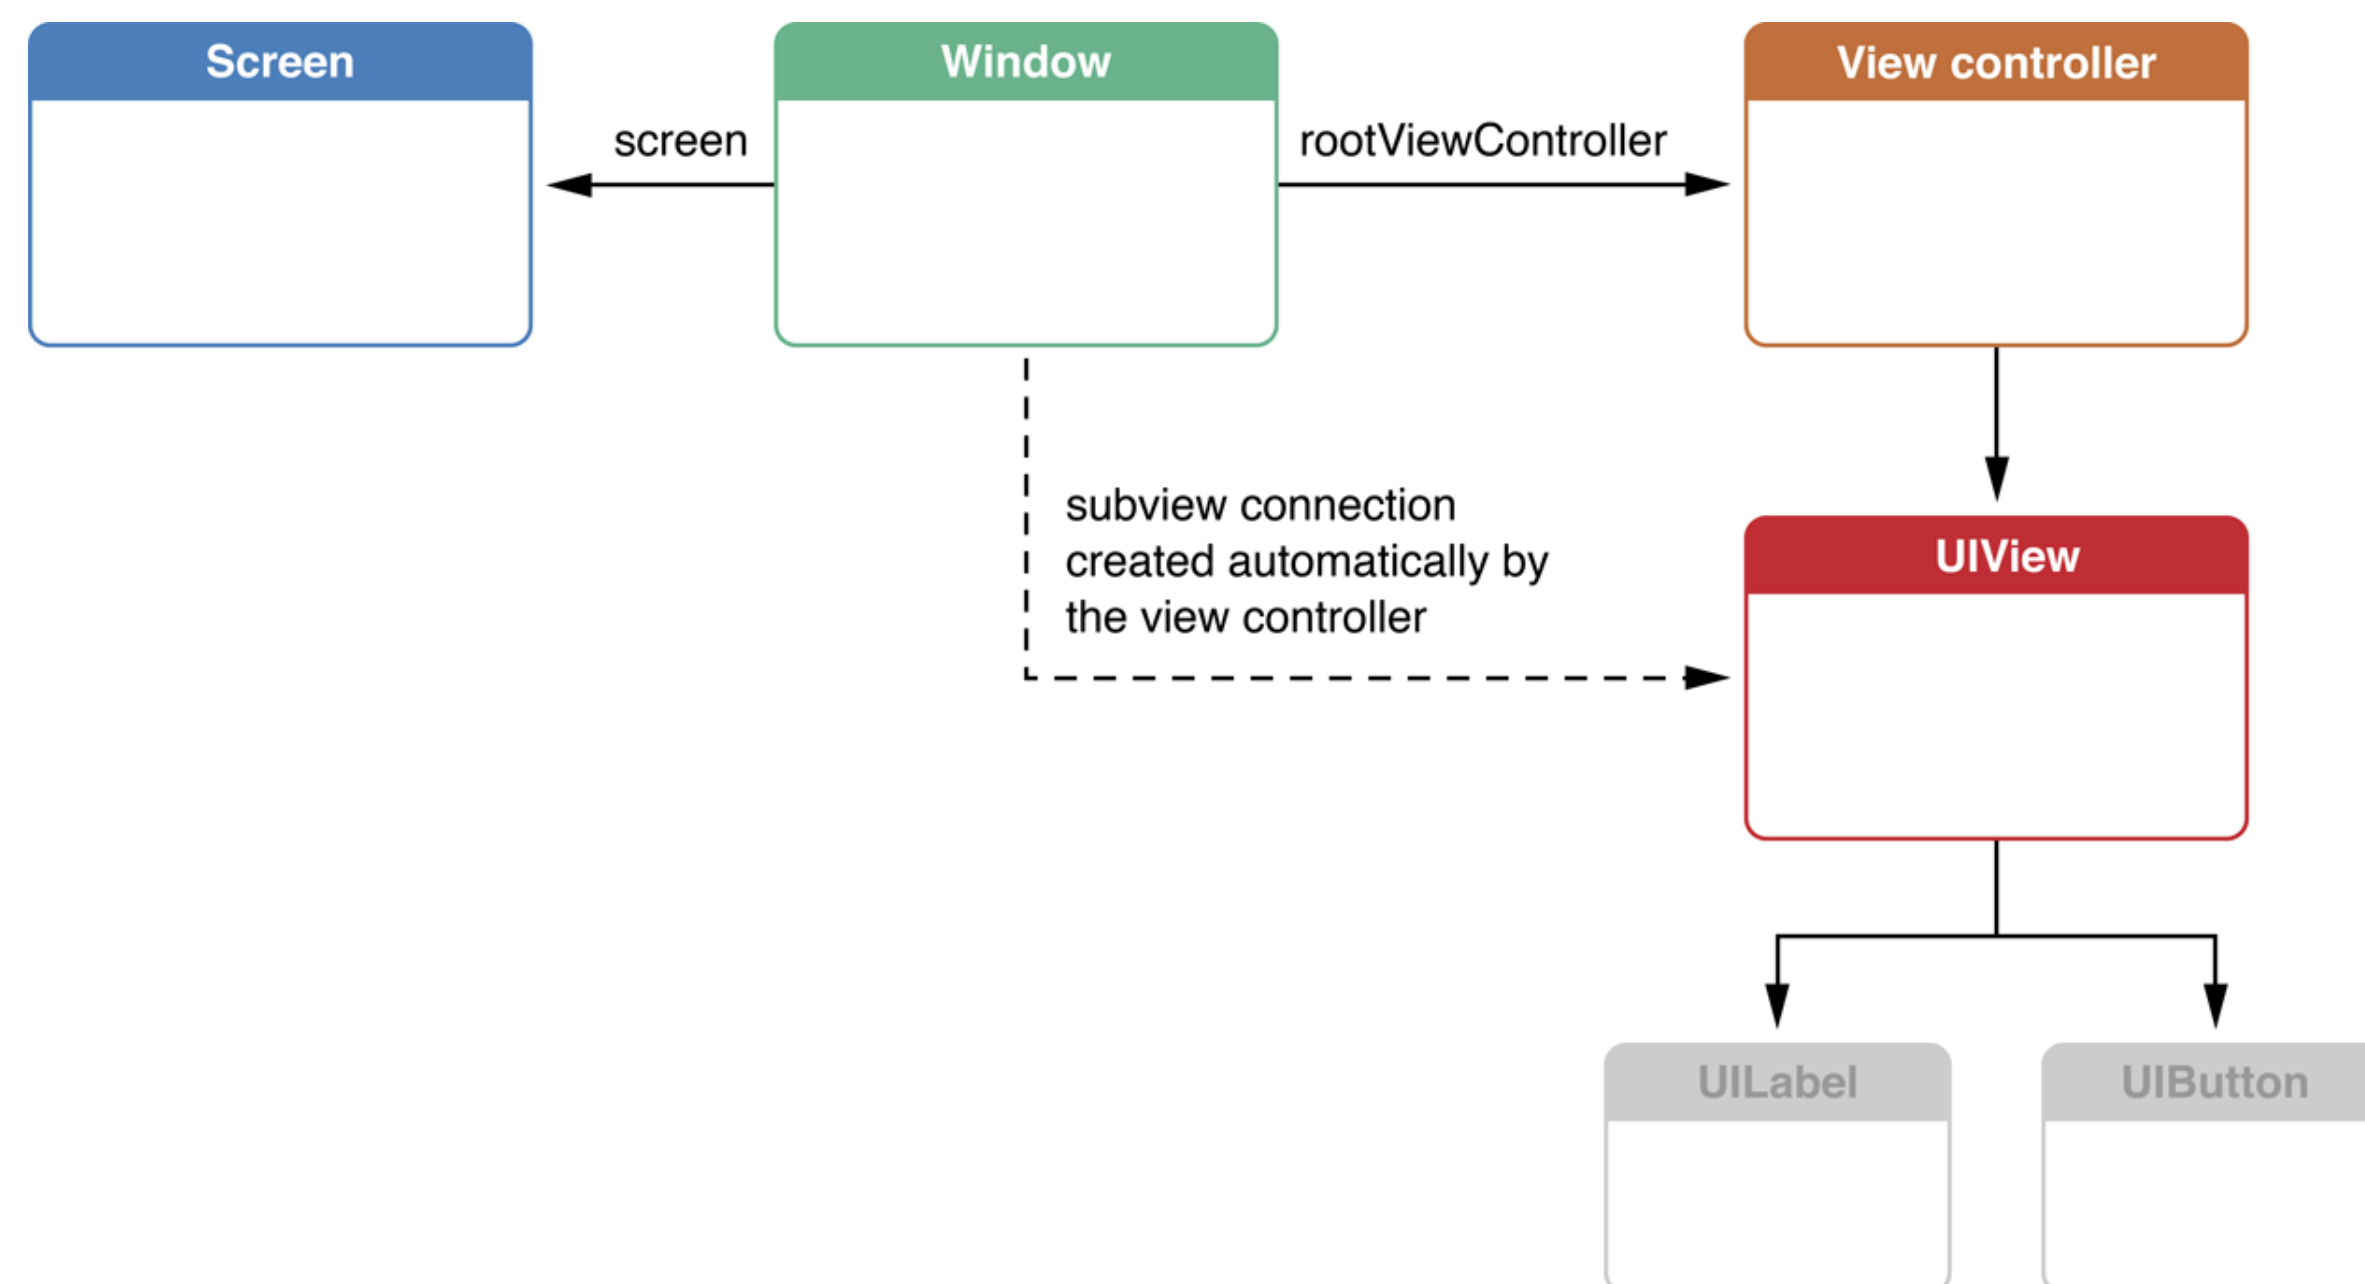 Screen
Window
View controller
screen
rootViewController
subview connection
created automatically by
the view controller
UIView
UILabel
UIButton